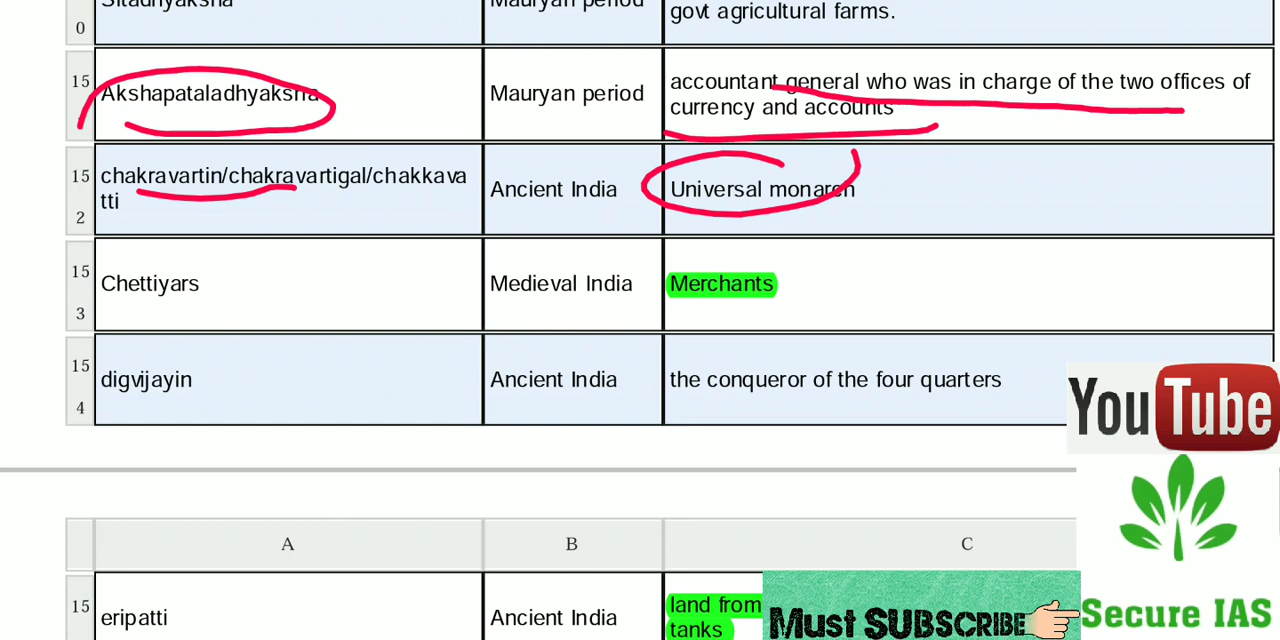 Sitadhyaksha
Mauryan period
govt agricultural farms.
0
15
Akshapataladhyaksha
Mauryan period
accountant general who was in charge of the two offices of
currency and accounts
15
2
chakravartin/chakravartigal/chakkava
tti
Ancient India
Universal monarch
15
3
Chettiyars
Medieval India
Merchants
15
4
digvijayin
Ancient India
the conqueror of the four quarters
YouTube
A
B
C
15
eripatti
Ancient India
land from
tanks
Must SUBSCRIBE
Secure IAS